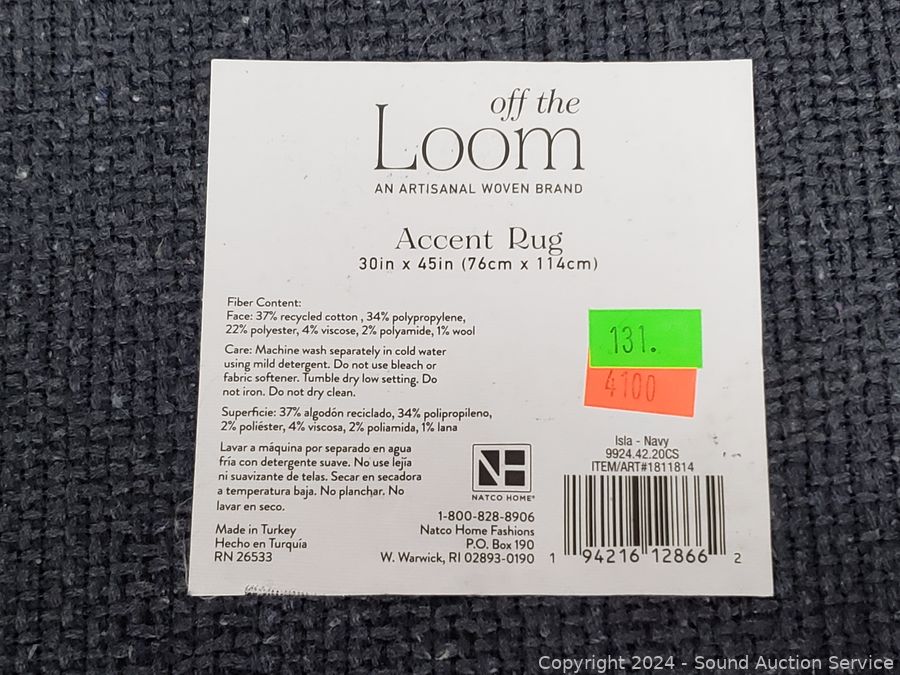 off the
Loom
AN ARTISANAL WOVEN BRAND
Accent Rug
30in x 45in (76cm x 114cm)
Fiber Content:
Face: 37% recycled cotton , 34% polypropylene,
22% polyester, 4% viscose, 2% polyamide, 1% wool
Care: Machine wash separately in cold water
using mild detergent. Do not use bleach or
fabric softener. Tumble dry low setting. Do
not iron. Do not dry clean.
Superficie: 37% algodón reciclado, 34% polipropileno,
2% poliéster, 4% viscosa, 2% poliamida, 1% lana
Lavar a máquina por separado en agua
fría con detergente suave. No use lejía
ni suavizante de telas. Secar en secadora
a temperatura baja. No planchar. No
lavar en seco.
Made in Turkey
Hecho en Turquía
RN 26533
131.
4100
Isla - Navy
9924.42.20CS
ITEM/ART#1811814
NATCO HOME®
1-800-828-8906
Natco Home Fashions
P.O. Box 190
W. Warwick, RI 02893-0190
1 94216 12866 2
Copyright 2024 - Sound Auction Service